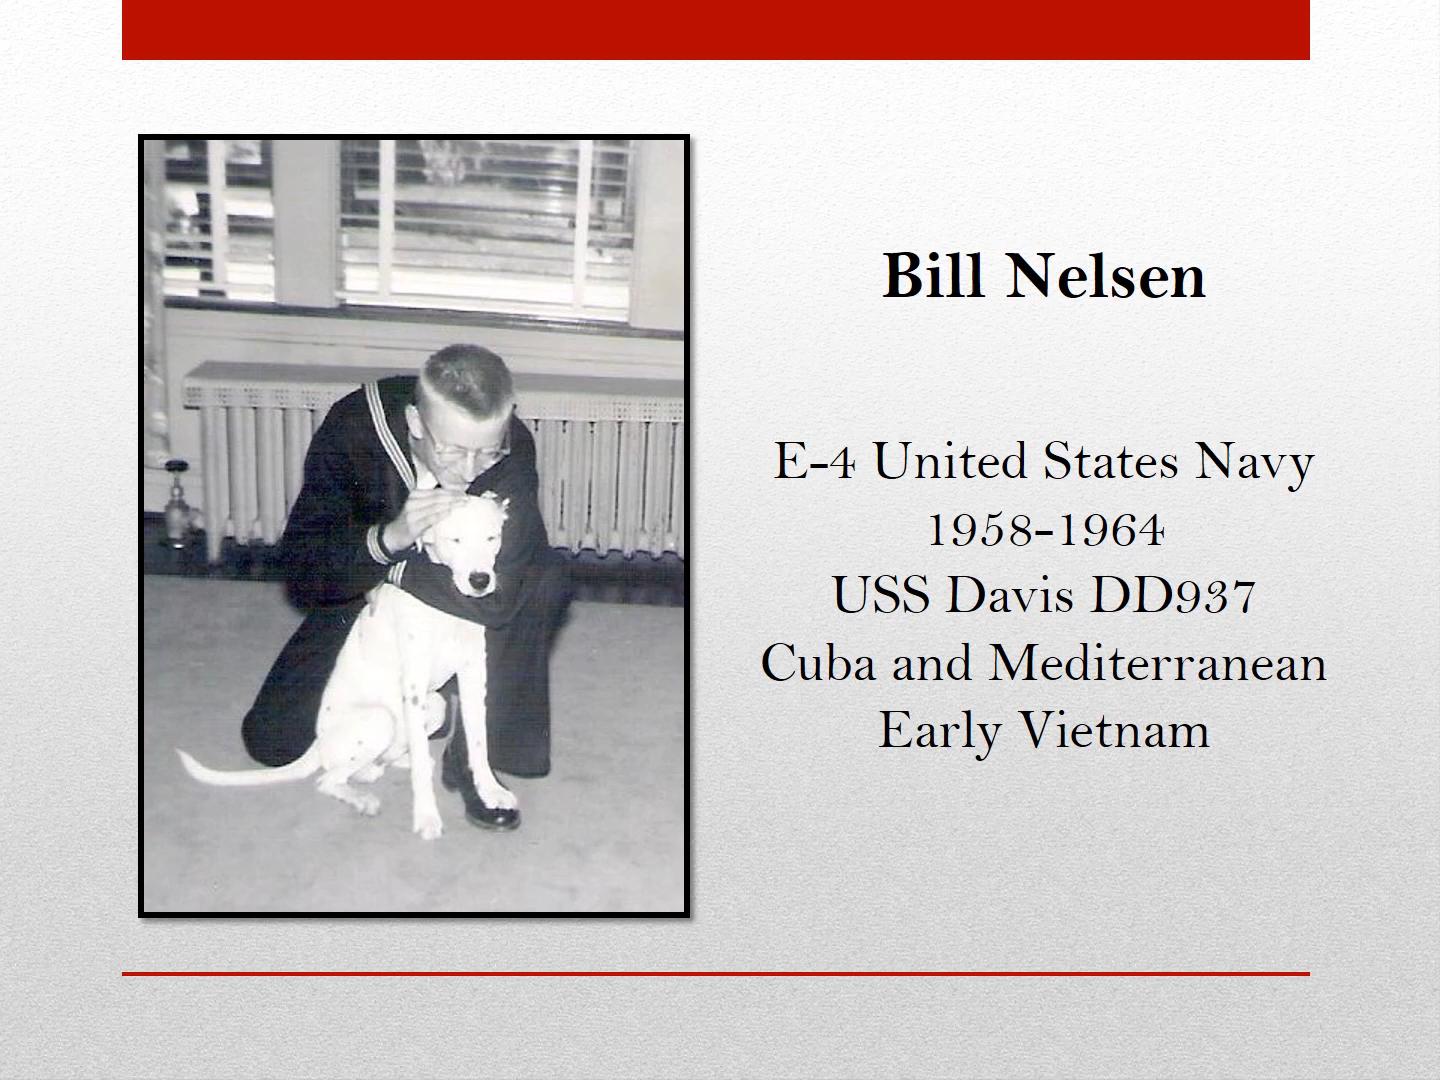 Bill Nelsen
E-4 United States Navy
1958-1964
USS Davis DD937
Cuba and Mediterranean
Early Vietnam